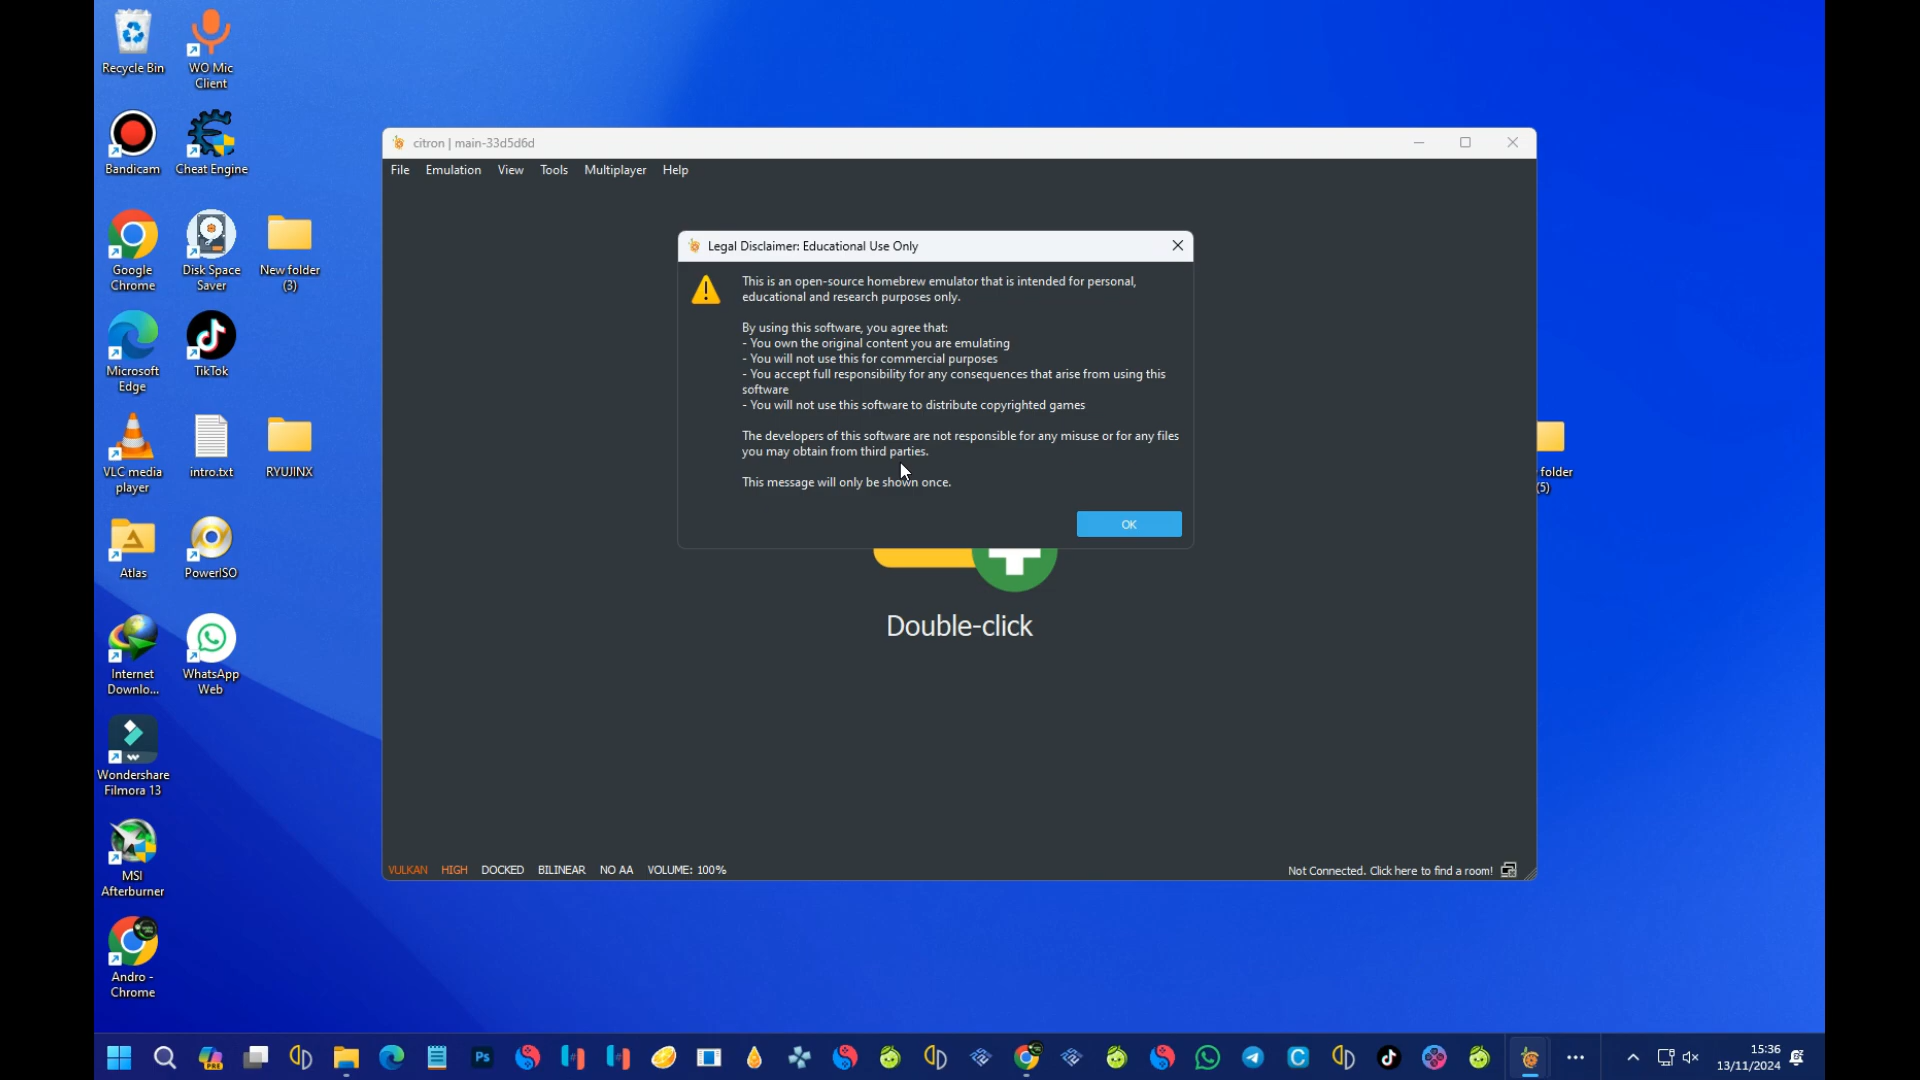 Recycle Bin
WO Mic
Client
Bandicam
Cheat Engine
Google
Chrome
Disk Space
Saver
New folder
(3)
Microsoft
Edge
TikTok
VLC media
player
intro.txt
RYUJINX
Atlas
PowerISO
Internet
Downlo...
WhatsApp
Web
Wondershare
Filmora 13
MSI
Afterburner
Andro -
Chrome
citron | main-33d5d6d
File Emulation View Tools Multiplayer Help
Legal Disclaimer: Educational Use Only
This is an open-source homebrew emulator that is intended for personal,
educational and research purposes only.
By using this software, you agree that:
- You own the original content you are emulating
- You will not use this for commercial purposes
- You accept full responsibility for any consequences that arise from using this
software
- You will not use this software to distribute copyrighted games
The developers of this software are not responsible for any misuse or for any files
you may obtain from third parties.
This message will only be shown once.
OK
Double-click
VULKAN HIGH DOCKED BILINEAR NO AA VOLUME: 100%
Not Connected. Click here to find a room!
folder
(5)
PRE
Ps
C
15:36
13/11/2024